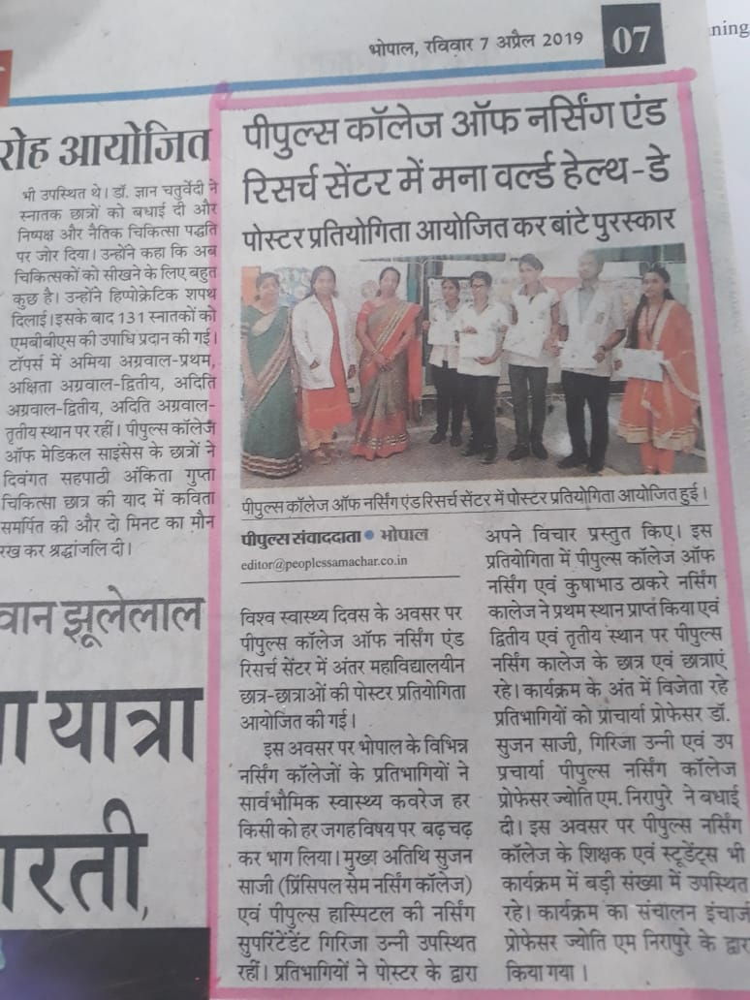 ning
भोपाल, रविवार 7 अप्रैल 2019
07
रोह आयोजित
भी उपस्थित थे। डॉ. ज्ञान चतुर्वेदी ने
स्नातक छात्रों को बधाई दी और
निष्पक्ष और नैतिक चिकित्सा पद्धति
पर जोर दिया। उन्होंने कहा कि अब
चिकित्सकों को सीखने के लिए बहुत
कुछ है। उन्होंने हिप्पोक्रेटिक शपथ
दिलाई। इसके बाद 131 स्नातकों को
एमबीबीएस की उपाधि प्रदान की गई।
टॉपर्स में अमिया अग्रवाल-प्रथम,
अक्षिता अग्रवाल-द्वितीय, अदिति
अग्रवाल-द्वितीय, अदिति अग्रवाल-
तृतीय स्थान पर रहीं। पीपुल्स कॉलेज
ऑफ मेडिकल साइंसेस के छात्रों ने
दिवंगत सहपाठी अंकिता गुप्ता
चिकित्सा छात्र की याद में कविता
समर्पित की और दो मिनट का मौन
रख कर श्रद्धांजलि दी।
वान झूलेलाल
ा यात्रा
गरती,
पीपुल्स कॉलेज ऑफ नर्सिंग एंड
रिसर्च सेंटर में मना वर्ल्ड हेल्थ-डे
पोस्टर प्रतियोगिता आयोजित कर बांटे पुरस्कार
पीपुल्स कॉलेज ऑफ नर्सिंग एंड रिसर्च सेंटर में पोस्टर प्रतियोगिता आयोजित हुई।
पीपुल्स संवाददाता • भोपाल
editor@peoplessamachar.co.in
विश्व स्वास्थ्य दिवस के अवसर पर
पीपुल्स कॉलेज ऑफ नर्सिंग एंड
रिसर्च सेंटर में अंतर महाविद्यालयीन
छात्र-छात्राओं की पोस्टर प्रतियोगिता
आयोजित की गई।
इस अवसर पर भोपाल के विभिन्न
नर्सिंग कॉलेजों के प्रतिभागियों ने
सार्वभौमिक स्वास्थ्य कवरेज हर
किसी को हर जगह विषय पर बढ़ चढ़
कर भाग लिया। मुख्य अतिथि सुजन
साजी (प्रिंसिपल सेम नर्सिंग कॉलेज)
एवं पीपुल्स हास्पिटल की नर्सिंग
सुपरिंटेंडेंट गिरिजा उन्नी उपस्थित
रहीं। प्रतिभागियों ने पोस्टर के द्वारा
अपने विचार प्रस्तुत किए। इस
प्रतियोगिता में पीपुल्स कॉलेज ऑफ
नर्सिंग एवं कुषाभाउ ठाकरे नर्सिंग
कालेज ने प्रथम स्थान प्राप्त किया एवं
द्वितीय एवं तृतीय स्थान पर पीपुल्स
नर्सिंग कालेज के छात्र एवं छात्राएं
रहे। कार्यक्रम के अंत में विजेता रहे
प्रतिभागियों को प्राचार्या प्रोफेसर डॉ.
सुजन साजी, गिरिजा उन्नी एवं उप
प्रचार्या पीपुल्स नर्सिंग कॉलेज
प्रोफेसर ज्योति एम. निरापुरे ने बधाई
दी। इस अवसर पर पीपुल्स नर्सिंग
कॉलेज के शिक्षक एवं स्टूडेंट्स भी
कार्यक्रम में बड़ी संख्या में उपस्थित
रहे। कार्यक्रम का संचालन इंचार्ज
प्रोफेसर ज्योति एम निरापुरे के द्वारा
किया गया।